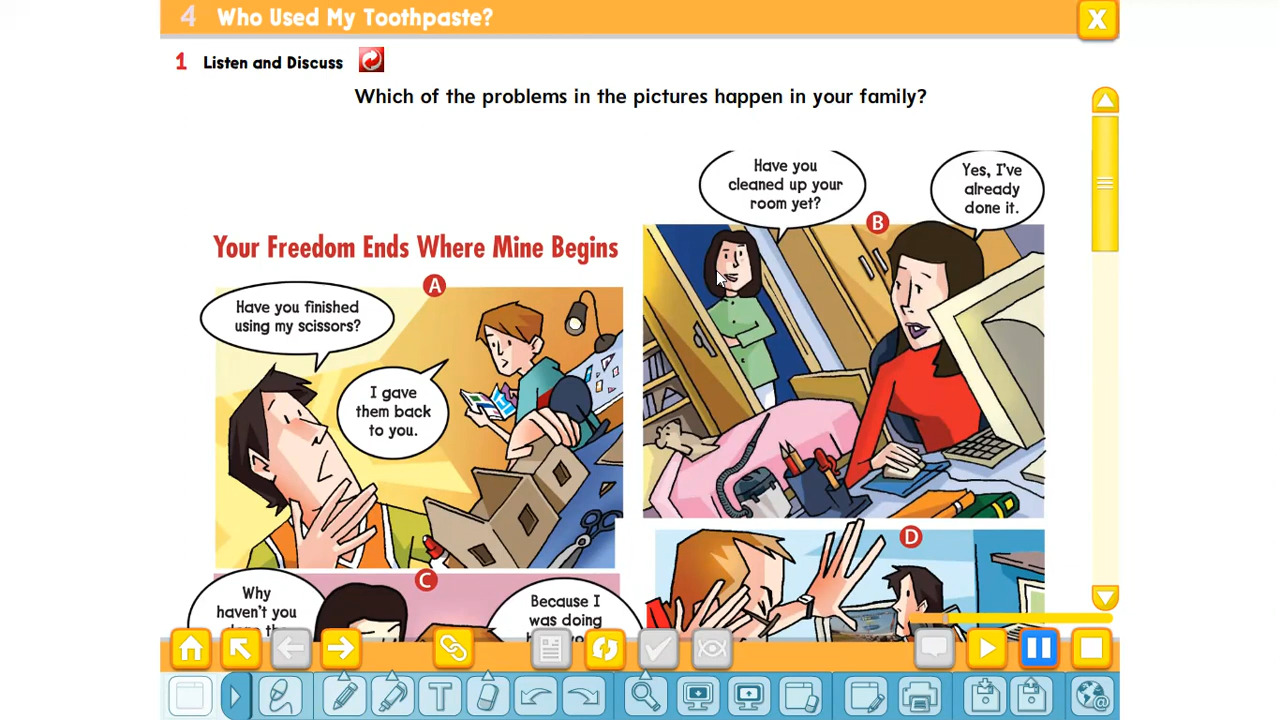 4 Who Used My Toothpaste?
X
1 Listen and Discuss
Which of the problems in the pictures happen in your family?
Your Freedom Ends Where Mine Begins
A
Have you finished
using my scissors?
I gave
them back
to you.
B
Have you
cleaned up your
room yet?
Yes, I've
already
done it.
C
Why
haven't you
Because I
was doing
D
T